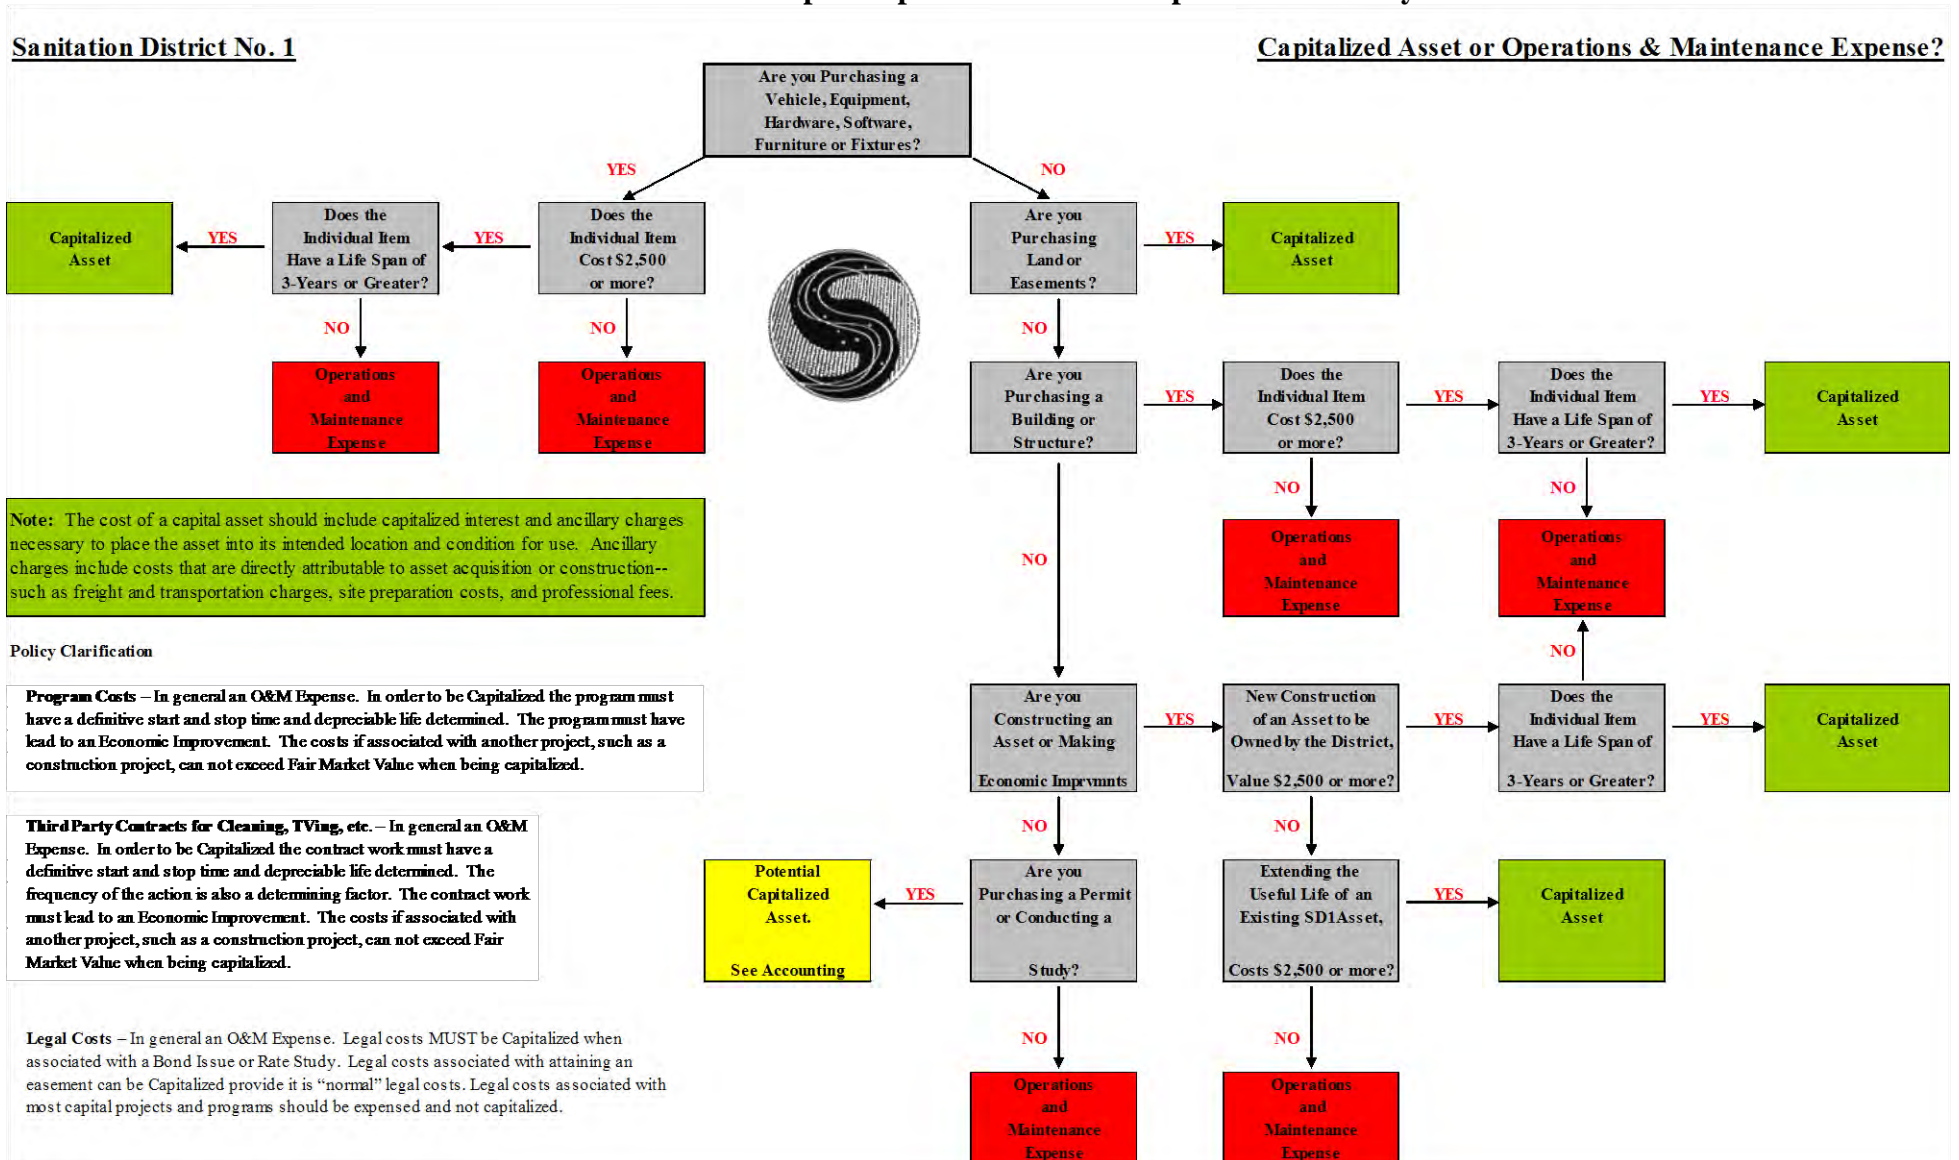 Sanitation District No. 1
Capitalized Asset or Operations & Maintenance Expense?
Are you Purchasing a
Vehicle, Equipment,
Hardware, Software,
Furniture or Fixtures?
YES
NO
Capitalized
Asset
YES
Does the
Individual Item
Have a Life Span of
3-Years or Greater?
YES
Does the
Individual Item
Cost $2,500
or more?
Are you
Purchasing
Land or
Easements?
YES
Capitalized
Asset
NO
NO
NO
Operations
and
Maintenance
Expense
Operations
and
Maintenance
Expense
Are you
Purchasing a
Building or
Structure?
YES
Does the
Individual Item
Cost $2,500
or more?
YES
Does the
Individual Item
Have a Life Span of
3-Years or Greater?
YES
Capitalized
Asset
NO
NO
NO
Operations
and
Maintenance
Expense
Operations
and
Maintenance
Expense
Note: The cost of a capital asset should include capitalized interest and ancillary charges
necessary to place the asset into its intended location and condition for use. Ancillary
charges include costs that are directly attributable to asset acquisition or construction--
such as freight and transportation charges, site preparation costs, and professional fees.
NO
Policy Clarification
Program Costs – In general an O&M Expense. In order to be Capitalized the program must
have a definitive start and stop time and depreciable life determined. The program must have
lead to an Economic Improvement. The costs if associated with another project, such as a
construction project, can not exceed Fair Market Value when being capitalized.
Are you
Constructing an
Asset or Making
Economic Imprvmnts
YES
New Construction
of an Asset to be
Owned by the District,
Value $2,500 or more?
YES
Does the
Individual Item
Have a Life Span of
3-Years or Greater?
YES
Capitalized
Asset
NO
NO
Third Party Contracts for Cleaning, TVing, etc. – In general an O&M
Expense. In order to be Capitalized the contract work must have a
definitive start and stop time and depreciable life determined. The
frequency of the action is also a determining factor. The contract work
must lead to an Economic Improvement. The costs if associated with
another project, such as a construction project, can not exceed Fair
Market Value when being capitalized.
Potential
Capitalized
Asset.
See Accounting
YES
Are you
Purchasing a Permit
or Conducting a
Study?
Extending the
Useful Life of an
Existing SD1Asset,
Costs $2,500 or more?
YES
Capitalized
Asset
NO
NO
Legal Costs – In general an O&M Expense. Legal costs MUST be Capitalized when
associated with a Bond Issue or Rate Study. Legal costs associated with attaining an
easement can be Capitalized provide it is “normal” legal costs. Legal costs associated with
most capital projects and programs should be expensed and not capitalized.
Operations
and
Maintenance
Expense
Operations
and
Maintenance
Expense